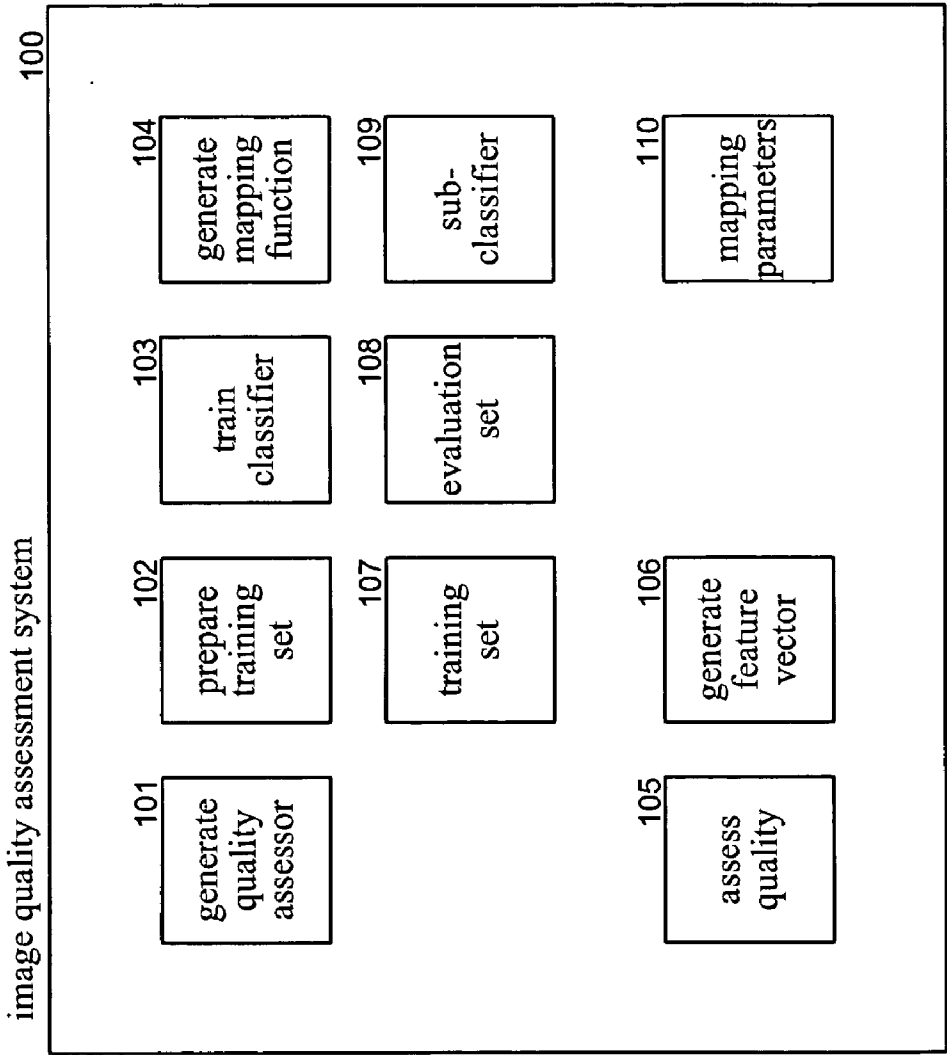 image quality assessment system
100
101
generate
quality
assessor
102
prepare
training
set
103
train
classifier
104
generate
mapping
function
107
training
set
108
evaluation
set
109
sub-
classifier
105
assess
quality
106
generate
feature
vector
110
mapping
parameters